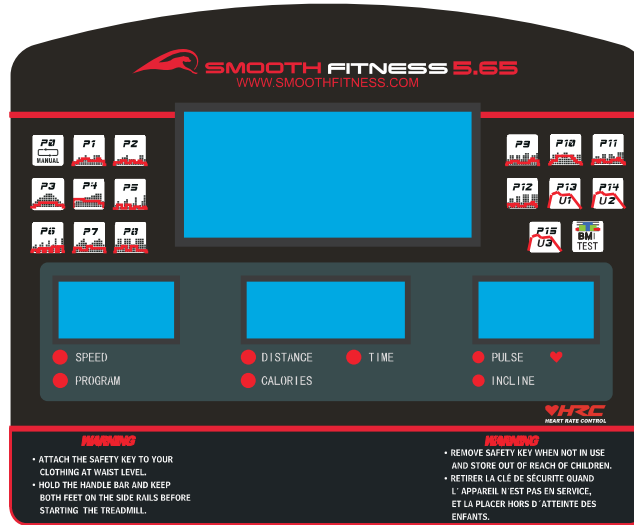 SMOOTH FITNESS 5.65
WWW.SMOOTHFITNESS.COM
P0 P1 P2
MANUAL
P3 P4 P5
P6 P7 P8
P9 P10 P11
P12 P13 P14
U1 U2
P15 BMI
U3 TEST
SPEED
PROGRAM
DISTANCE TIME
CALORIES
PULSE
INCLINE
HRC
HEART RATE CONTROL
WARNING
• ATTACH THE SAFETY KEY TO YOUR
CLOTHING AT WAIST LEVEL.
• HOLD THE HANDLE BAR AND KEEP
BOTH FEET ON THE SIDE RAILS BEFORE
STARTING THE TREADMILL.
WARNING
• REMOVE SAFETY KEY WHEN NOT IN USE
AND STORE OUT OF REACH OF CHILDREN.
• RETIRER LA CLÉ DE SÉCURITE QUAND
L' APPAREIL N'EST PAS EN SERVICE,
ET LA PLACER HORS D'ATTEINTE DES
ENFANTS.